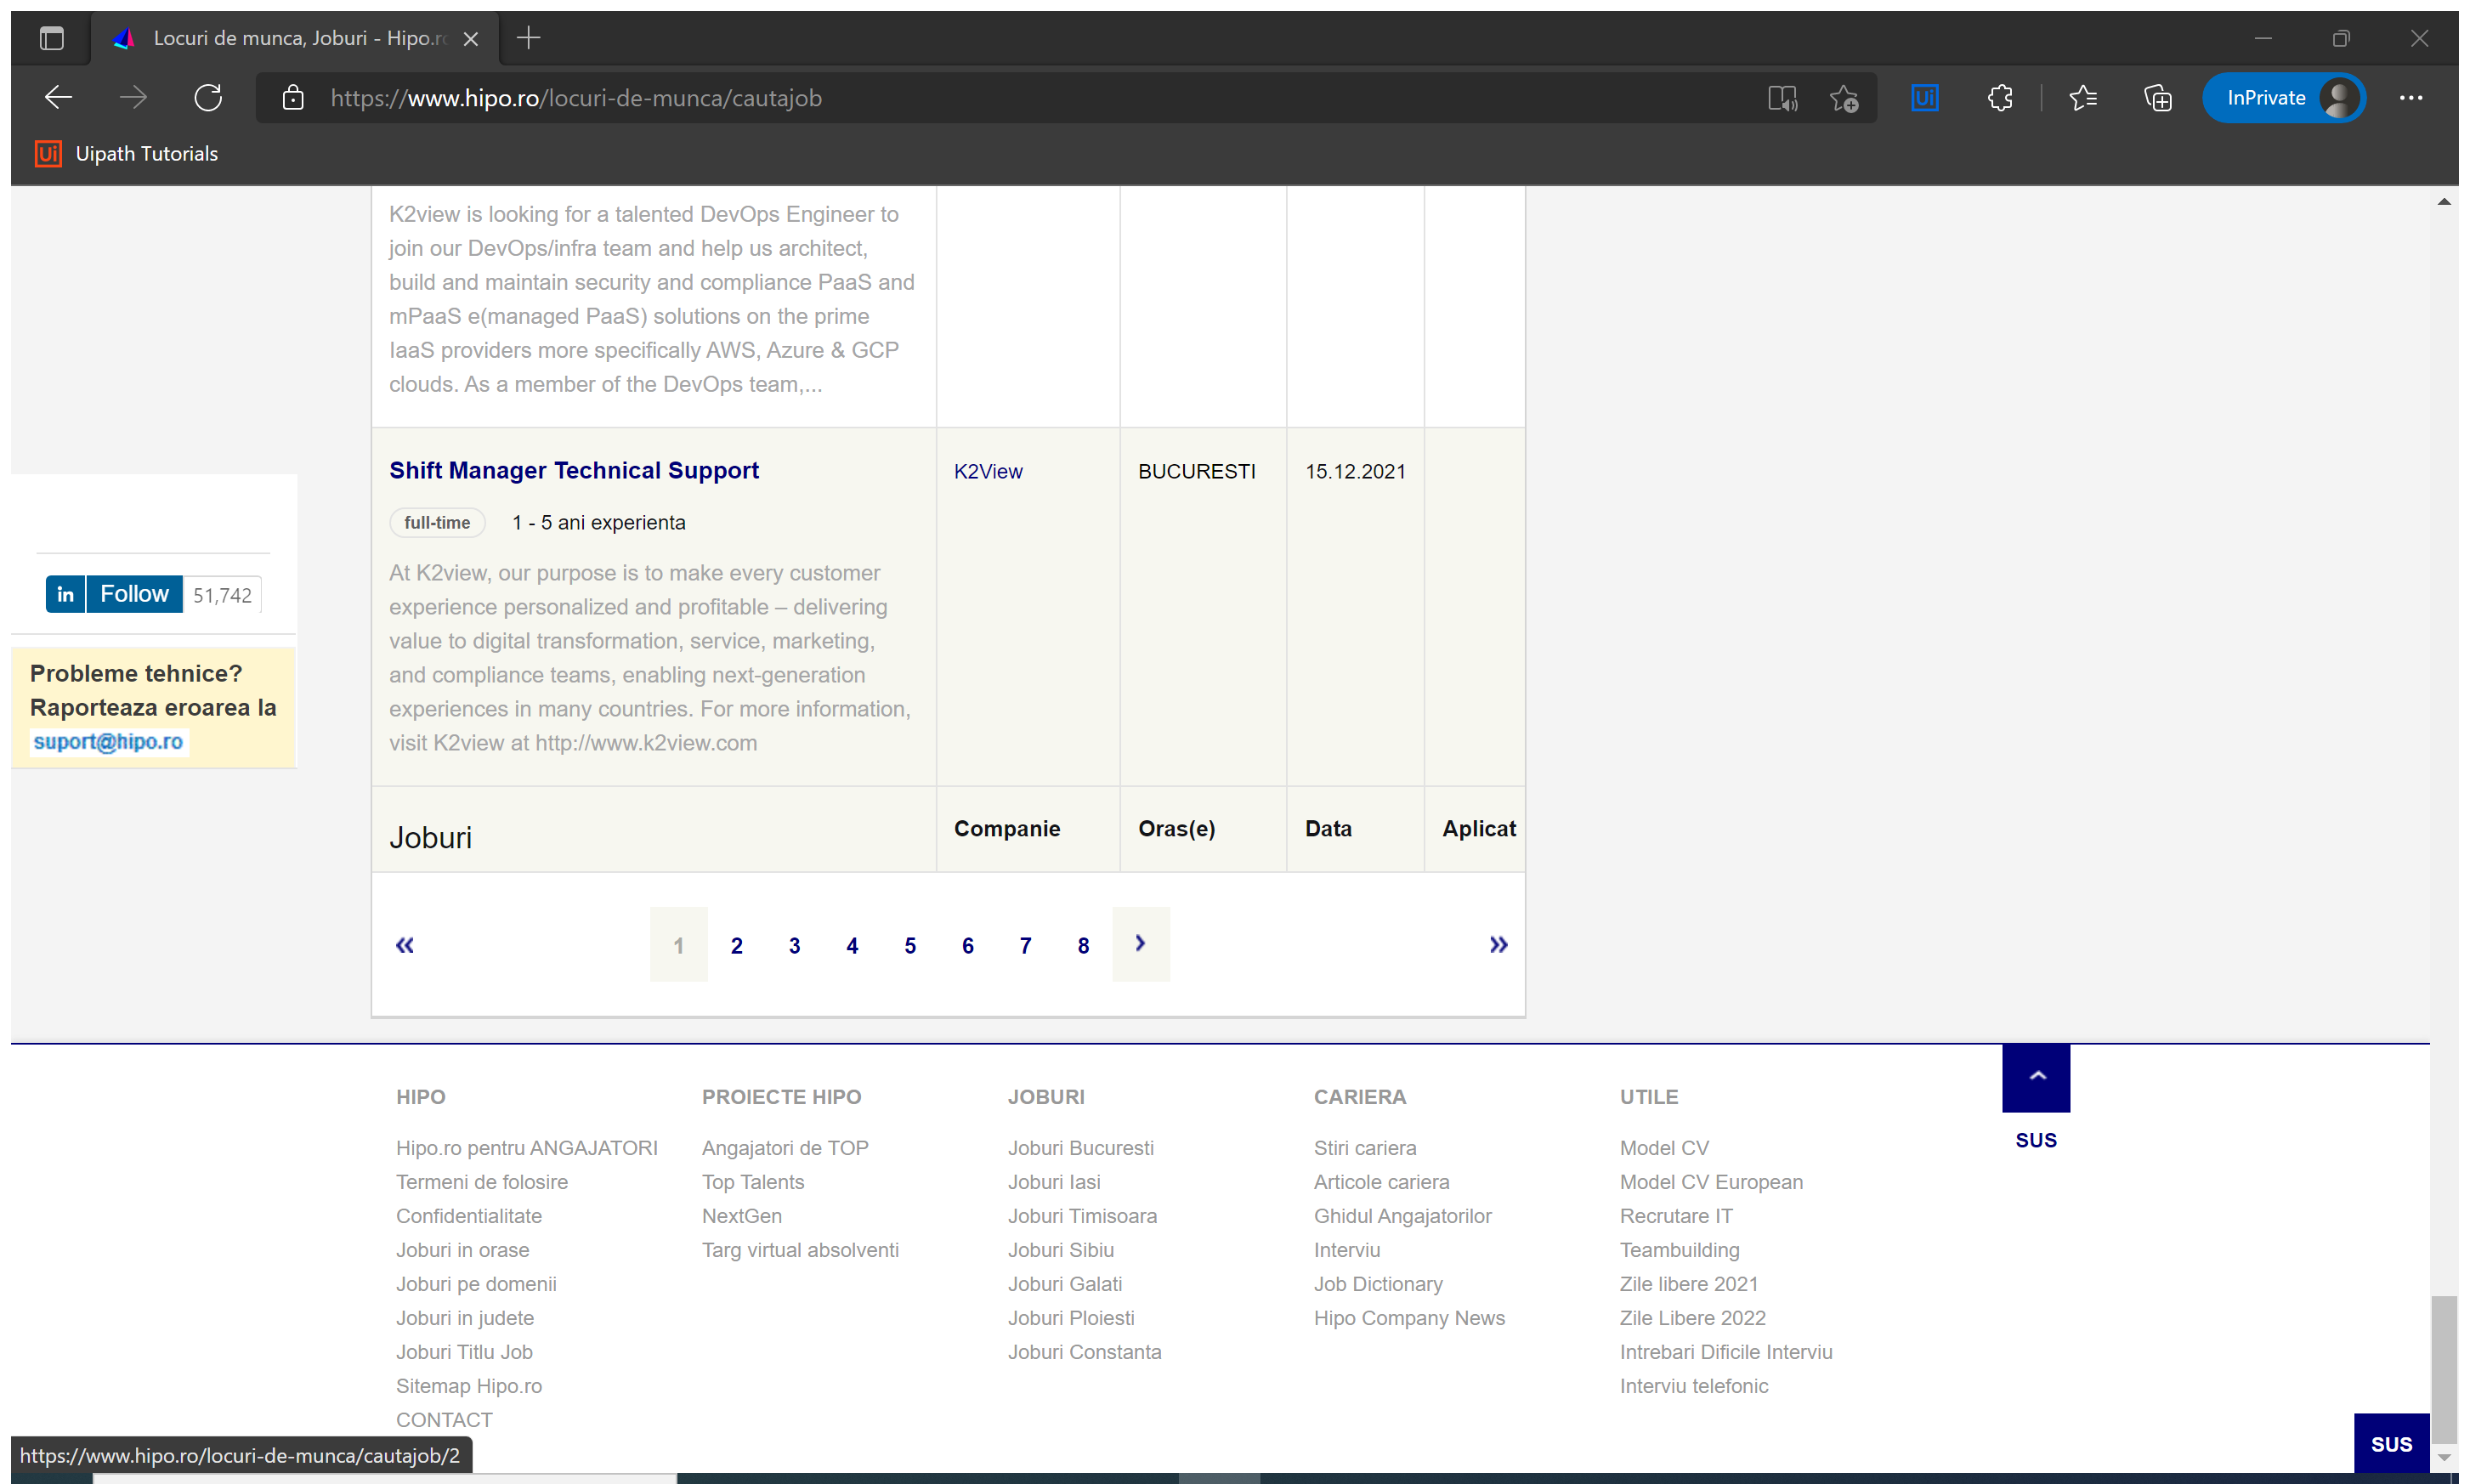 Locuri de munca, Joburi - Hipo.ro
https://www.hipo.ro/locuri-de-munca/cautajob
InPrivate
Uipath Tutorials
K2view is looking for a talented DevOps Engineer to
join our DevOps/infra team and help us architect,
build and maintain security and compliance PaaS and
mPaaS e(managed PaaS) solutions on the prime
IaaS providers more specifically AWS, Azure & GCP
clouds. As a member of the DevOps team,...
Shift Manager Technical Support
K2View
BUCURESTI
15.12.2021
full-time 1 - 5 ani experienta
At K2view, our purpose is to make every customer
experience personalized and profitable – delivering
value to digital transformation, service, marketing,
and compliance teams, enabling next-generation
experiences in many countries. For more information,
visit K2view at http://www.k2view.com
in Follow 51,742
Probleme tehnice?
Raporteaza eroarea la
suport@hipo.ro
Joburi Companie Oras(e) Data Aplicat
« 1 2 3 4 5 6 7 8 › »
HIPO
Hipo.ro pentru ANGAJATORI
Termeni de folosire
Confidentialitate
Joburi in orase
Joburi pe domenii
Joburi in judete
Joburi Titlu Job
Sitemap Hipo.ro
CONTACT
PROIECTE HIPO
Angajatori de TOP
Top Talents
NextGen
Targ virtual absolventi
JOBURI
Joburi Bucuresti
Joburi Iasi
Joburi Timisoara
Joburi Sibiu
Joburi Galati
Joburi Ploiesti
Joburi Constanta
CARIERA
Stiri cariera
Articole cariera
Ghidul Angajatorilor
Interviu
Job Dictionary
Hipo Company News
UTILE
Model CV
Model CV European
Recrutare IT
Teambuilding
Zile libere 2021
Zile Libere 2022
Intrebari Dificile Interviu
Interviu telefonic
SUS
SUS
https://www.hipo.ro/locuri-de-munca/cautajob/2